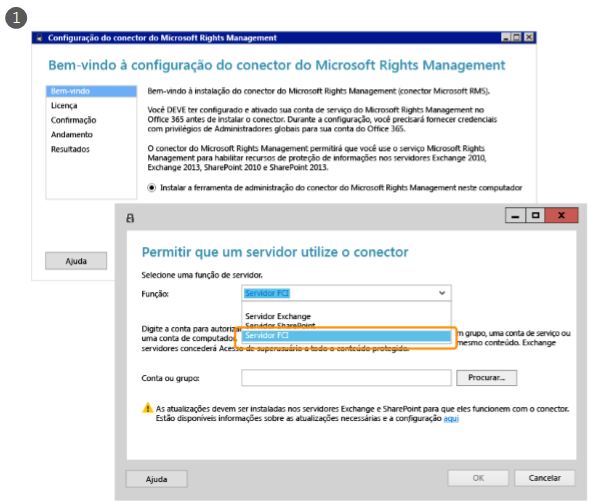 1
Configuração do conector do Microsoft Rights Management
Bem-vindo à configuração do conector do Microsoft Rights Management
Bem-vindo
Licença
Confirmação
Andamento
Resultados
Bem-vindo à instalação do conector do Microsoft Rights Management (conector Microsoft RMS).
Você DEVE ter configurado e ativado sua conta de serviço do Microsoft Rights Management no
Office 365 antes de instalar o conector. Durante a configuração, você precisará fornecer credenciais
com privilégios de Administradores globais para sua conta do Office 365.
O conector do Microsoft Rights Management permitirá que você use o serviço Microsoft Rights
Management para habilitar recursos de proteção de informações nos servidores Exchange 2010,
Exchange 2013, SharePoint 2010 e SharePoint 2013.
Instalar a ferramenta de administração do conector do Microsoft Rights Management neste computador
Ajuda
Permitir que um servidor utilize o conector
Selecione uma função de servidor.
Função:
Servidor FCI
Servidor Exchange
Servidor SharePoint
Servidor FCI
Digite a conta para autoriza
m grupo, uma conta de serviço ou
uma conta de computador.
mesmo conteúdo. Exchange
servidores concederá Acesso de superusuário a todo o conteúdo protegido.
Conta ou grupo:
Procurar...
As atualizações devem ser instaladas nos servidores Exchange e SharePoint para que eles funcionem com o conector.
Estão disponíveis informações sobre as atualizações necessárias e a configuração aqui
Ajuda
OK
Cancelar